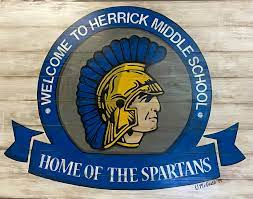 · WELCOME TO HERRICK MIDDLE SCHOOL ·
HOME OF THE SPARTANS